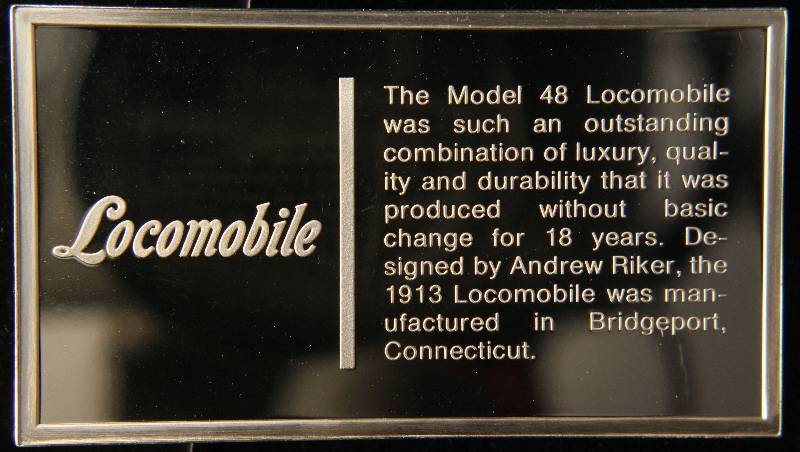 Locomobile
The Model 48 Locomobile
was such an outstanding
combination of luxury, qual-
ity and durability that it was
produced without basic
change for 18 years. De-
signed by Andrew Riker, the
1913 Locomobile was man-
ufactured in Bridgeport,
Connecticut.